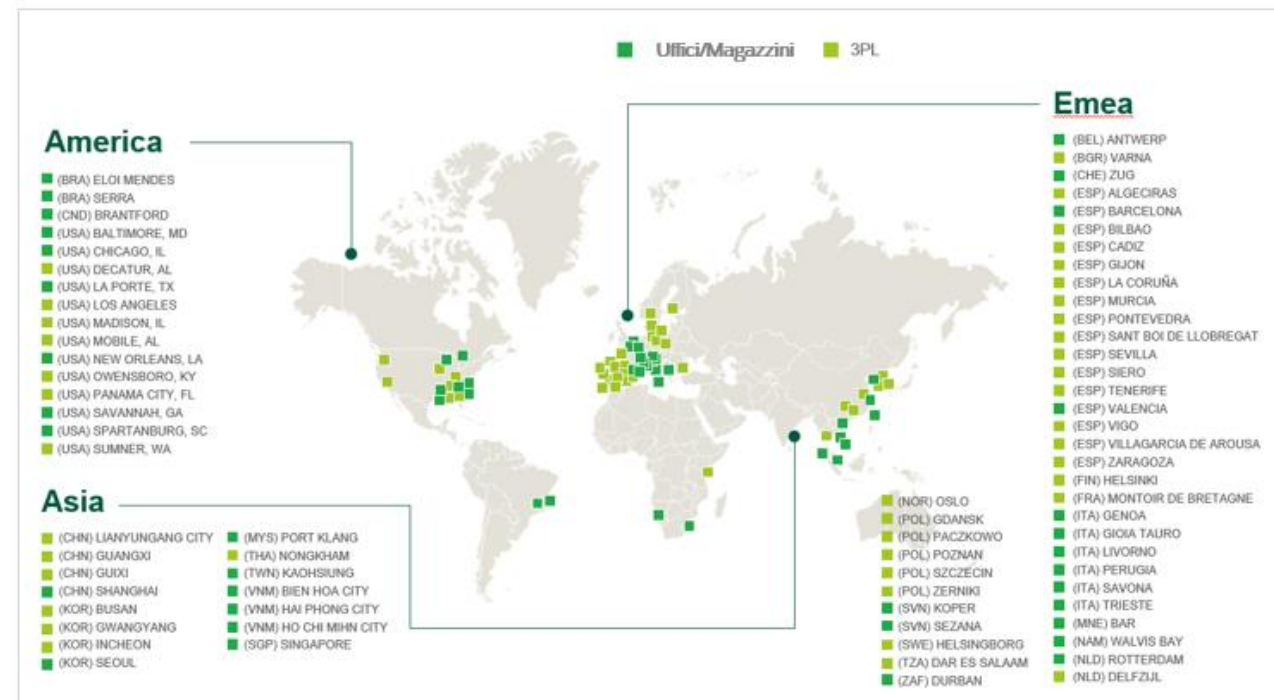 Uffici/Magazzini
3PL
America
(BRA) ELOI MENDES
(BRA) SERRA
(CND) BRANTFORD
(USA) BALTIMORE, MD
(USA) CHICAGO, IL
(USA) DECATUR, AL
(USA) LA PORTE, TX
(USA) LOS ANGELES
(USA) MADISON, IL
(USA) MOBILE, AL
(USA) NEW ORLEANS, LA
(USA) OWENSBORO, KY
(USA) PANAMA CITY, FL
(USA) SAVANNAH, GA
(USA) SPARTANBURG, SC
(USA) SUMNER, WA
Asia
(CHN) LIANYUNGANG CITY
(CHN) GUANGXI
(CHN) GUIXI
(CHN) SHANGHAI
(KOR) BUSAN
(KOR) GWANGYANG
(KOR) INCHEON
(KOR) SEOUL
(MYS) PORT KLANG
(THA) NONGKHAM
(TWN) KAOHSIUNG
(VNM) BIEN HOA CITY
(VNM) HAI PHONG CITY
(VNM) HO CHI MIHN CITY
(SGP) SINGAPORE
Emea
(BEL) ANTWERP
(BGR) VARNA
(CHE) ZUG
(ESP) ALGECIRAS
(ESP) BARCELONA
(ESP) BILBAO
(ESP) CADIZ
(ESP) GIJON
(ESP) LA CORUÑA
(ESP) MURCIA
(ESP) PONTEVEDRA
(ESP) SANT BOI DE LLOBREGAT
(ESP) SEVILLA
(ESP) SIERO
(ESP) TENERIFE
(ESP) VALENCIA
(ESP) VIGO
(ESP) VILLAGARCIA DE AROUSA
(ESP) ZARAGOZA
(FIN) HELSINKI
(FRA) MONTOIR DE BRETAGNE
(ITA) GENOA
(ITA) GIOIA TAURO
(ITA) LIVORNO
(ITA) PERUGIA
(ITA) SAVONA
(ITA) TRIESTE
(MNE) BAR
(NAM) WALVIS BAY
(NLD) ROTTERDAM
(NLD) DELFZIJL
(NOR) OSLO
(POL) GDANSK
(POL) PACZKOWO
(POL) POZNAN
(POL) SZCZECIN
(POL) ZERNIKI
(SVN) KOPER
(SVN) SEZANA
(SWE) HELSINGBORG
(TZA) DAR ES SALAAM
(ZAF) DURBAN